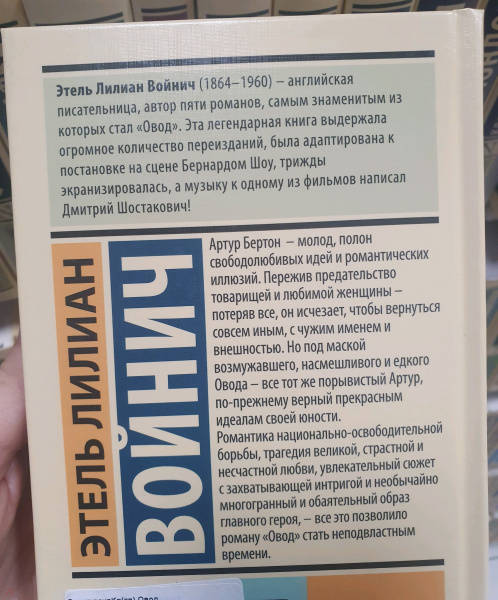 Этель Лилиан Войнич (1864–1960) – английская
писательница, автор пяти романов, самым знаменитым из
которых стал «Овод». Эта легендарная книга выдержала
огромное количество переизданий, была адаптирована к
постановке на сцене Бернардом Шоу, трижды
экранизировалась, а музыку к одному из фильмов написал
Дмитрий Шостакович!
ЭТЕЛЬ ЛИЛИАН
ВОЙНИЧ
Артур Бертон – молод, полон
свободолюбивых идей и романтических
иллюзий. Пережив предательство
товарищей и любимой женщины –
потеряв все, он исчезает, чтобы вернуться
совсем иным, с чужим именем и
внешностью. Но под маской
возмужавшего, насмешливого и едкого
Овода – все тот же порывистый Артур,
по-прежнему верный прекрасным
идеалам своей юности.
Романтика национально-освободительной
борьбы, трагедия великой, страстной и
несчастной любви, увлекательный сюжет
с захватывающей интригой и необычайно
многогранный и обаятельный образ
главного героя, – все это позволило
роману «Овод» стать неподвластным
времени.
Овод